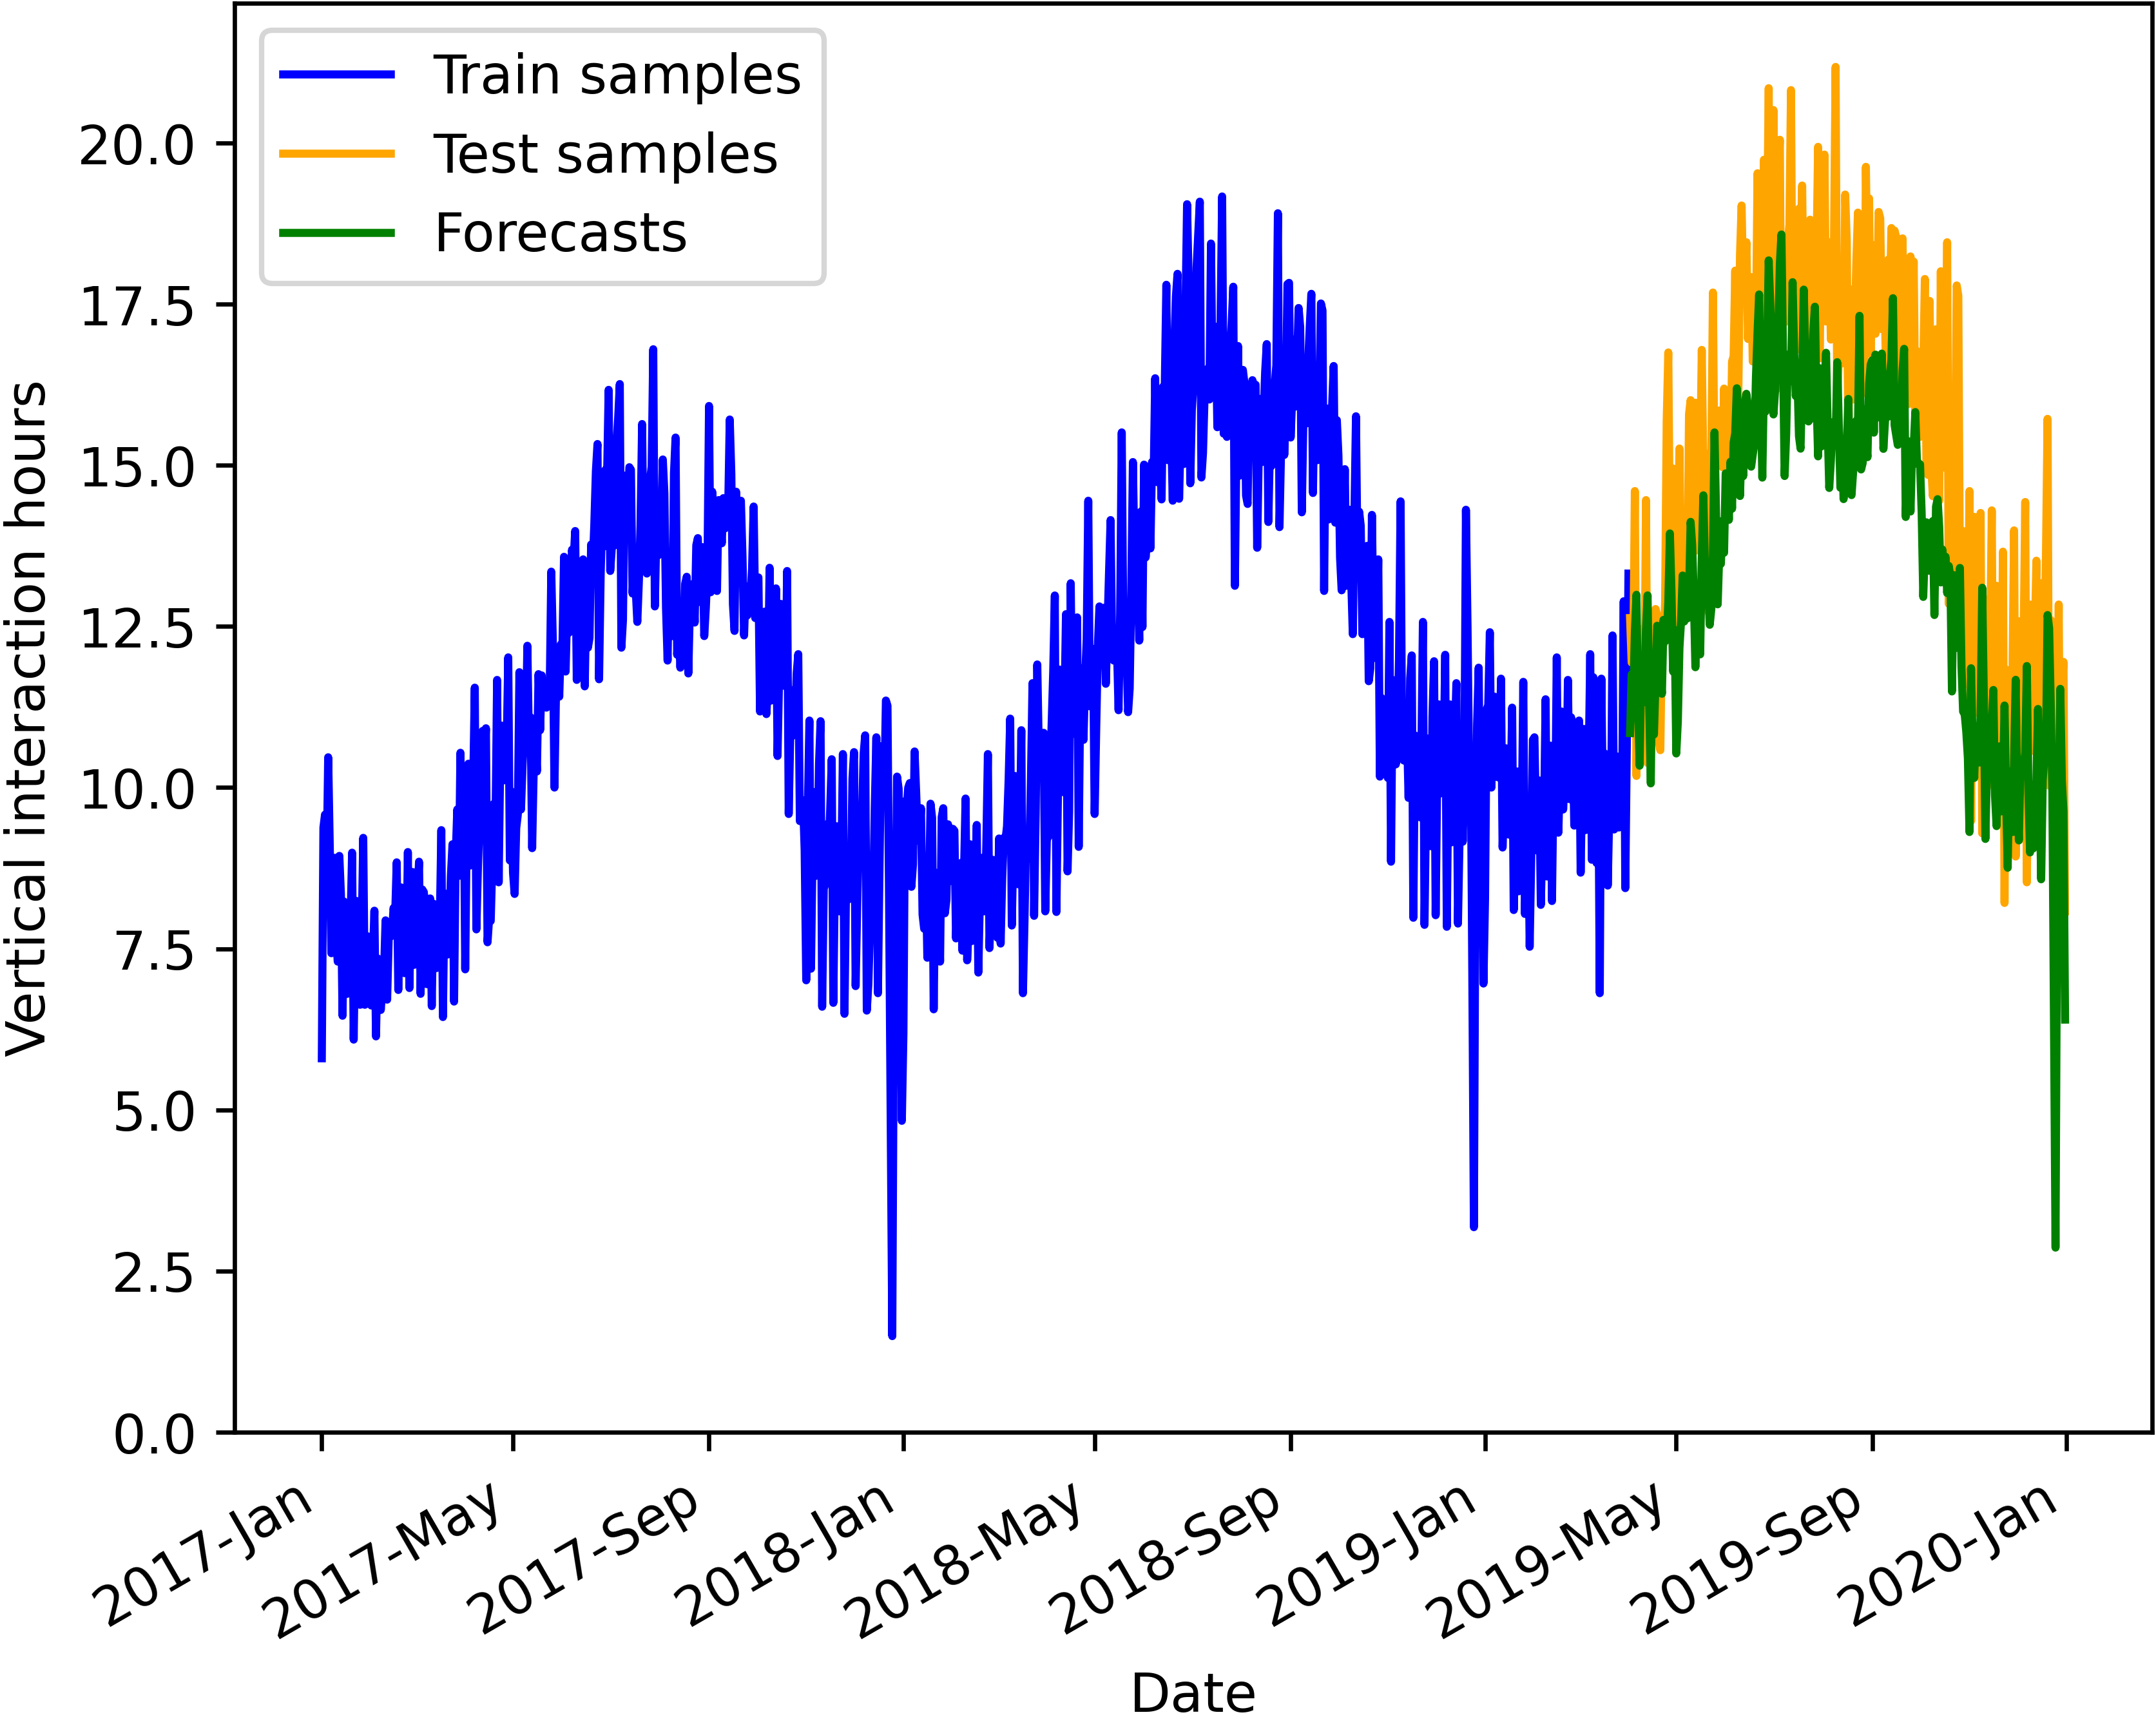 Train samples
Test samples
Forecasts
Vertical interaction hours
20.0
17.5
15.0
12.5
10.0
7.5
5.0
2.5
0.0
2017-Jan
2017-May
2017-Sep
2018-Jan
2018-May
2018-Sep
2019-Jan
2019-May
2019-Sep
2020-Jan
Date